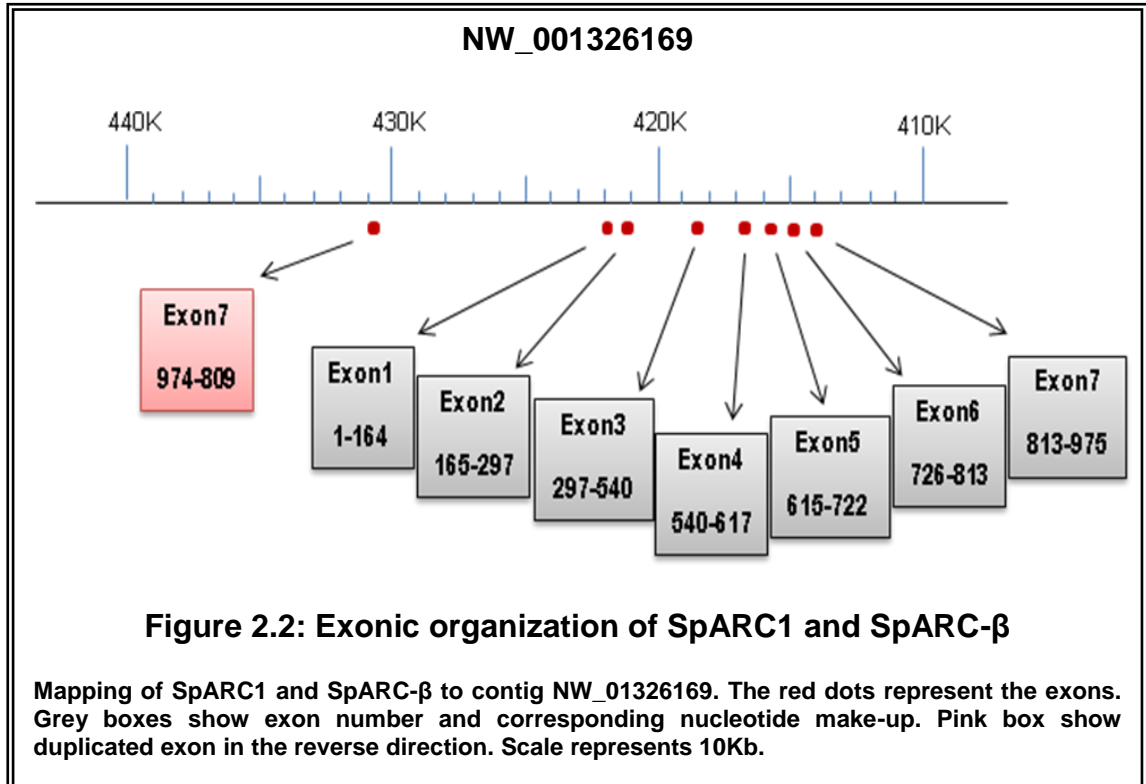 NW_001326169
440K 430K 420K 410K
Exon7
974-809
Exon1
1-164
Exon2
165-297
Exon3
297-540
Exon4
540-617
Exon5
615-722
Exon6
726-813
Exon7
813-975
Figure 2.2: Exonic organization of SpARC1 and SpARC-β
Mapping of SpARC1 and SpARC-β to contig NW_01326169. The red dots represent the exons.
Grey boxes show exon number and corresponding nucleotide make-up. Pink box show
duplicated exon in the reverse direction. Scale represents 10Kb.